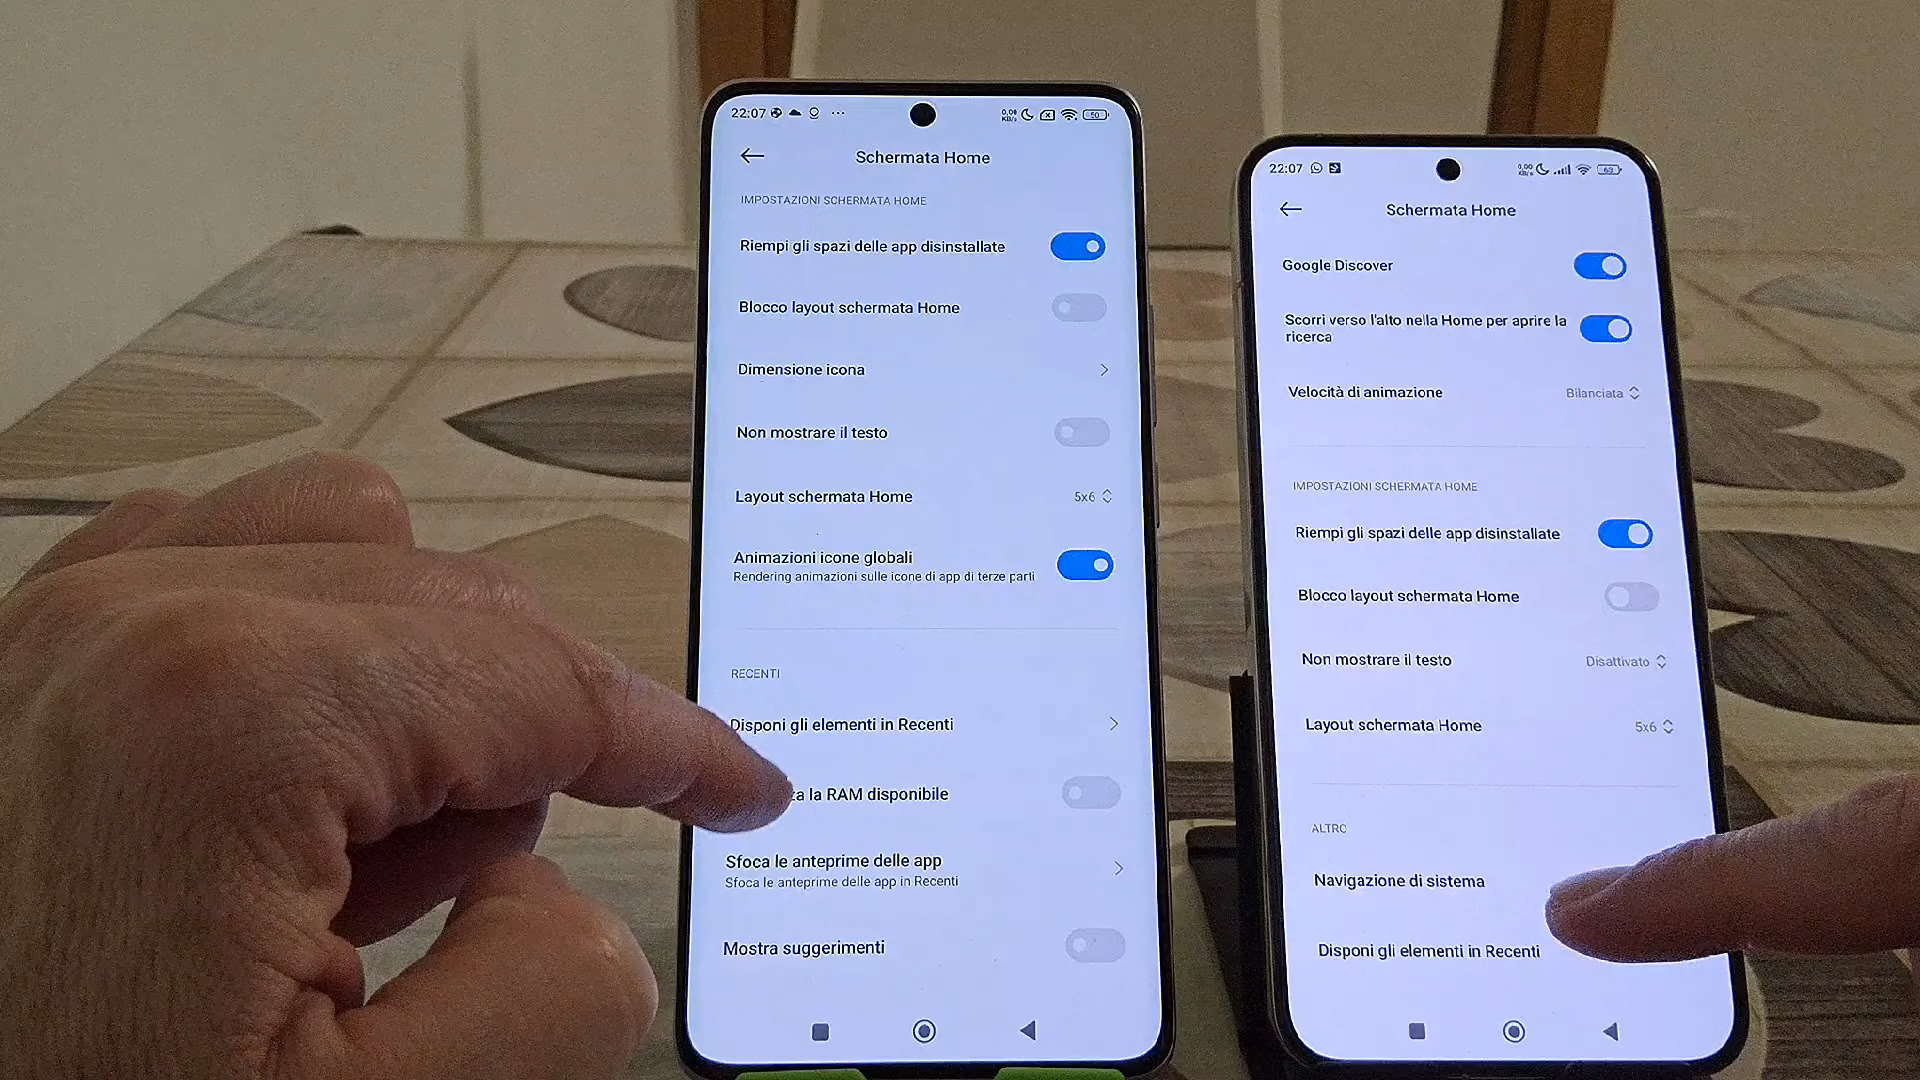 22:07
Schermata Home
IMPOSTAZIONI SCHERMATA HOME
Riempi gli spazi delle app disinstallate
Blocco layout schermata Home
Dimensione icona
Non mostrare il testo
Layout schermata Home 5x6
Animazioni icone globali
Rendering animazioni sulle icone di app di terze parti
RECENTI
Disponi gli elementi in Recenti
la RAM disponibile
Sfoca le anteprime delle app
Sfoca le anteprime delle app in Recenti
Mostra suggerimenti
22:07
Schermata Home
Google Discover
Scorri verso l'alto nella Home per aprire la
ricerca
Velocità di animazione Bilanciata
IMPOSTAZIONI SCHERMATA HOME
Riempi gli spazi delle app disinstallate
Blocco layout schermata Home
Non mostrare il testo Disattivato
Layout schermata Home 5x6
ALTRO
Navigazione di sistema
Disponi gli elementi in Recenti